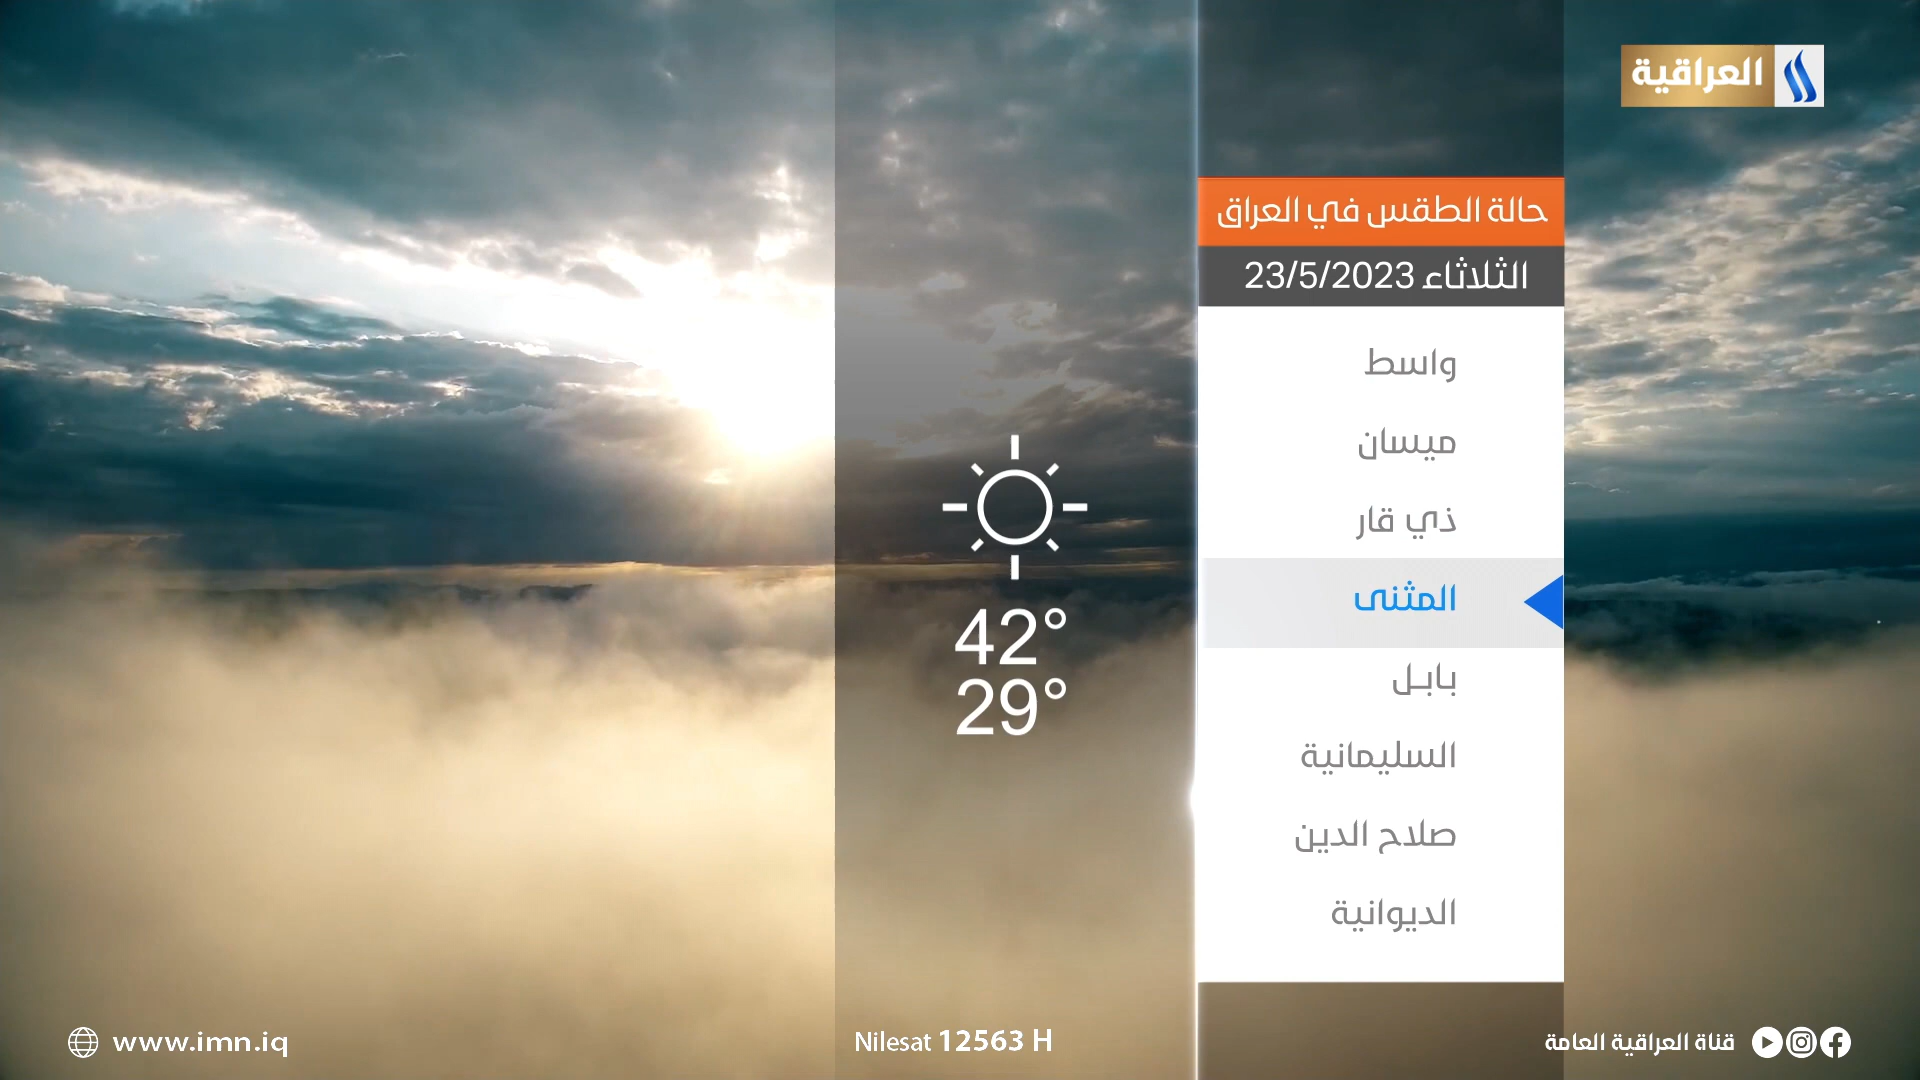 العراقية
حالة الطقس في العراق
الثلاثاء 23/5/2023
واسط
ميسان
ذي قار
المثنى
بابل
السليمانية
صلاح الدين
الديوانية
42°
29°
قناة العراقية العامة
Nilesat 12563 H
www.imn.iq